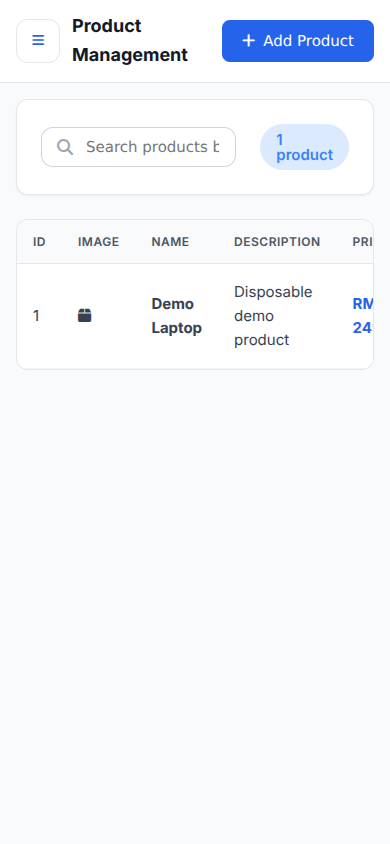 Product
Management
Add Product
Search products b
1
product
ID IMAGE NAME DESCRIPTION PRI
1 Demo Laptop Disposable demo product RM 24